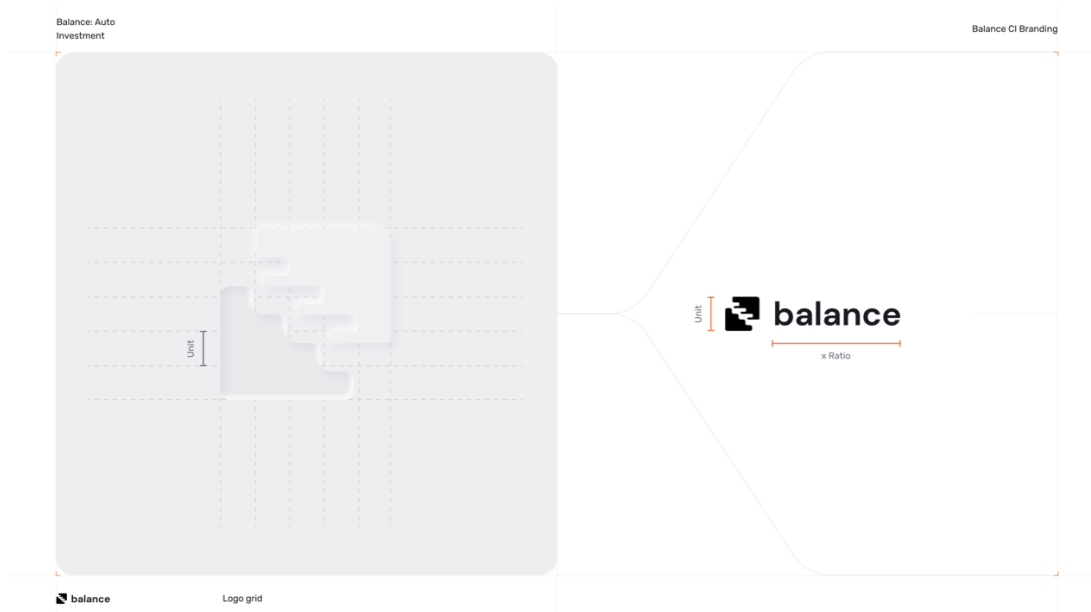 Balance: Auto
Investment
Balance CI Branding
Unit
Unit
balance
x Ratio
balance
Logo grid